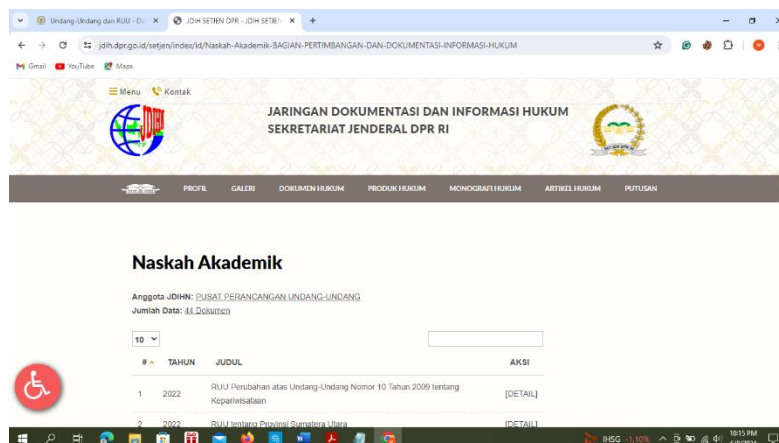 Undang-Undang dan RUU - De
JDIH SETJEN DPR - JDIH SETJEN
jdih.dpr.go.id/setjen/index/id/Naskah-Akademik-BAGIAN-PERTIMBANGAN-DAN-DOKUMENTASI-INFORMASI-HUKUM
Gmail YouTube Maps
Menu Kontak
JDIH
JARINGAN DOKUMENTASI DAN INFORMASI HUKUM
SEKRETARIAT JENDERAL DPR RI
PROFIL GALERI DOKUMEN HUKUM PRODUK HUKUM MONOGRAFI HUKUM ARTIKEL HUKUM PUTUSAN
Naskah Akademik
Anggota JDIHN: PUSAT PERANCANGAN UNDANG-UNDANG
Jumlah Data: 44 Dokumen
10
# TAHUN JUDUL AKSI
1 2022 RUU Perubahan atas Undang-Undang Nomor 10 Tahun 2009 tentang
Kepariwisataan [DETAIL]
2 2022 RUU tentang Provinsi Sumatera Utara [DETAIL]
IHSG -1,10%
10:15 PM